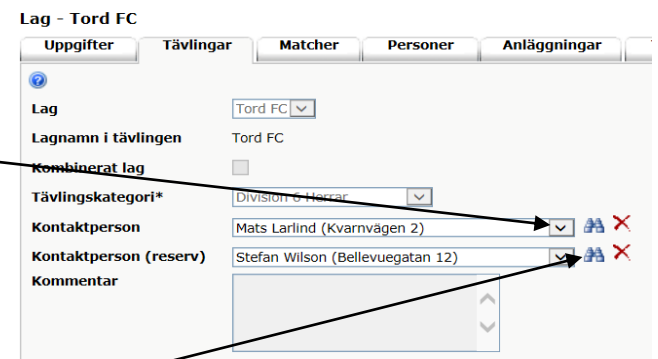 Lag - Tord FC
Uppgifter Tävlingar Matcher Personer Anläggningar
Lag Tord FC
Lagnamn i tävlingen Tord FC
Kombinerat lag
Tävlingskategori* Division 6 Herrar
Kontaktperson Mats Larlind (Kvarnvägen 2)
Kontaktperson (reserv) Stefan Wilson (Bellevuegatan 12)
Kommentar